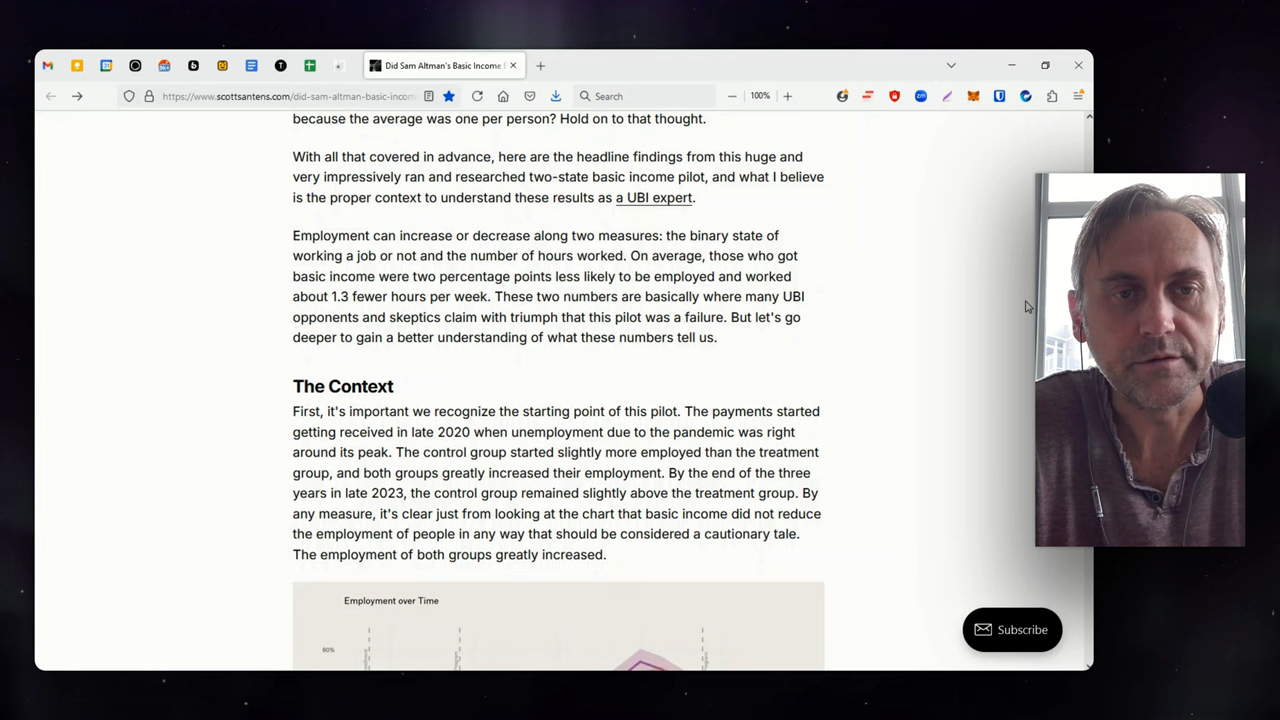 Did Sam Altman's Basic Income E
https://www.scottsantens.com/did-sam-altman-basic-incom
Search
100%
because the average was one per person? Hold on to that thought.
With all that covered in advance, here are the headline findings from this huge and
very impressively ran and researched two-state basic income pilot, and what I believe
is the proper context to understand these results as a UBI expert.
Employment can increase or decrease along two measures: the binary state of
working a job or not and the number of hours worked. On average, those who got
basic income were two percentage points less likely to be employed and worked
about 1.3 fewer hours per week. These two numbers are basically where many UBI
opponents and skeptics claim with triumph that this pilot was a failure. But let's go
deeper to gain a better understanding of what these numbers tell us.
The Context
First, it's important we recognize the starting point of this pilot. The payments started
getting received in late 2020 when unemployment due to the pandemic was right
around its peak. The control group started slightly more employed than the treatment
group, and both groups greatly increased their employment. By the end of the three
years in late 2023, the control group remained slightly above the treatment group. By
any measure, it's clear just from looking at the chart that basic income did not reduce
the employment of people in any way that should be considered a cautionary tale.
The employment of both groups greatly increased.
Employment over Time
80%
Subscribe